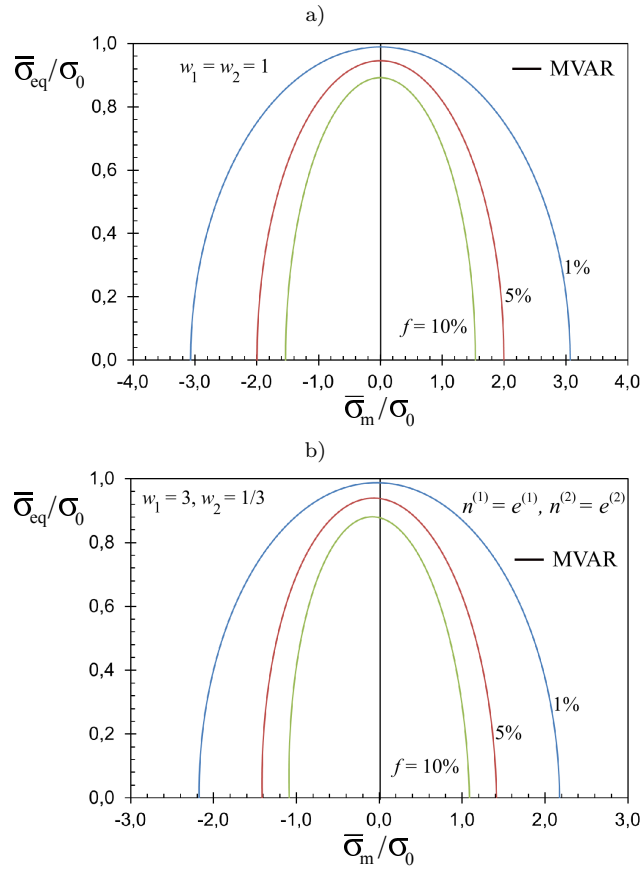 a)
σ̅eq/σ0
1,0
0,8
0,6
0,4
0,2
0,0
w1 = w2 = 1
MVAR
1%
5%
f = 10%
-4,0 -3,0 -2,0 -1,0 0,0 1,0 2,0 3,0 4,0
σ̅m/σ0
b)
σ̅eq/σ0
1,0
0,8
0,6
0,4
0,2
0,0
w1 = 3, w2 = 1/3
n(1) = e(1), n(2) = e(2)
MVAR
1%
5%
f = 10%
-3,0 -2,0 -1,0 0,0 1,0 2,0 3,0
σ̅m/σ0